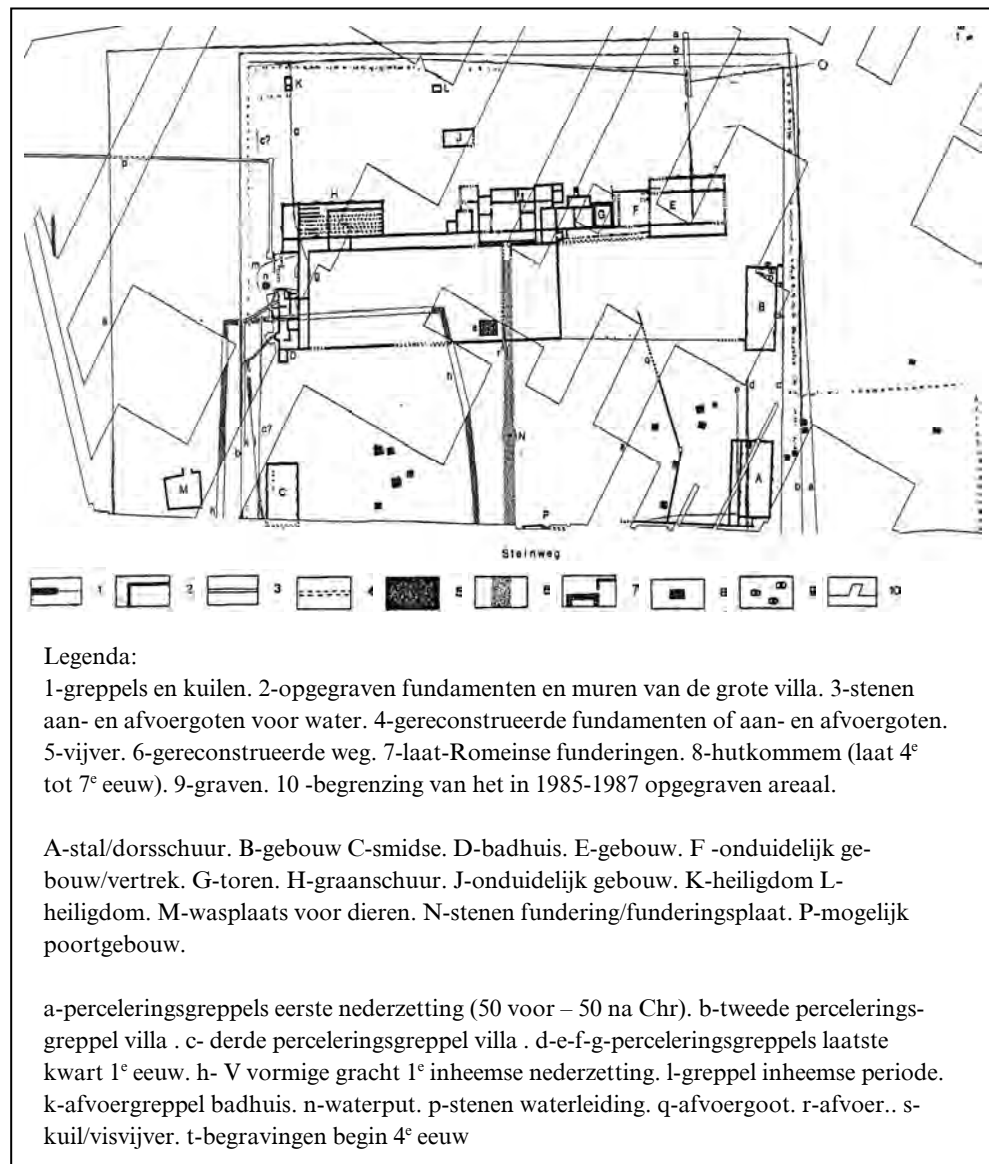 a
b
c
K
L
O
g
c?
J
p
H
E
F
G
m
n
g
B
a
s
D
r
q
h
d
c
N
c?
b
A
M
C
b
a
P
Steinweg
1 2 3 4 5 6 7 8 9 10
Legenda:
1-greppels en kuilen. 2-opgegraven fundamenten en muren van de grote villa. 3-stenen
aan- en afvoergoten voor water. 4-gereconstrueerde fundamenten of aan- en afvoergoten.
5-vijver. 6-gereconstrueerde weg. 7-laat-Romeinse funderingen. 8-hutkommem (laat 4e
tot 7e eeuw). 9-graven. 10 -begrenzing van het in 1985-1987 opgegraven areaal.
A-stal/dorsschuur. B-gebouw C-smidse. D-badhuis. E-gebouw. F -onduidelijk ge-
bouw/vertrek. G-toren. H-graanschuur. J-onduidelijk gebouw. K-heiligdom L-
heiligdom. M-wasplaats voor dieren. N-stenen fundering/funderingsplaat. P-mogelijk
poortgebouw.
a-perceleringsgreppels eerste nederzetting (50 voor – 50 na Chr). b-tweede percelerings-
greppel villa . c- derde perceleringsgreppel villa . d-e-f-g-perceleringsgreppels laatste
kwart 1e eeuw. h- V vormige gracht 1e inheemse nederzetting. l-greppel inheemse periode.
k-afvoergreppel badhuis. n-waterput. p-stenen waterleiding. q-afvoergoot. r-afvoer.. s-
kuil/visvijver. t-begravingen begin 4e eeuw